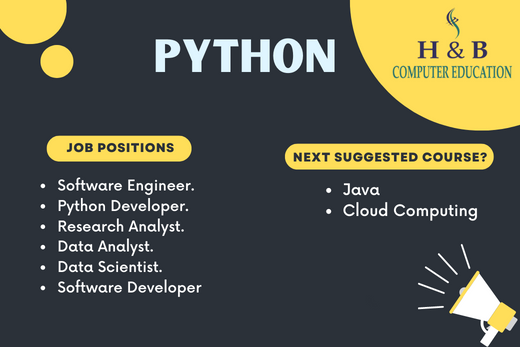 PYTHON
H & B
COMPUTER EDUCATION
JOB POSITIONS
• Software Engineer.
• Python Developer.
• Research Analyst.
• Data Analyst.
• Data Scientist.
• Software Developer
NEXT SUGGESTED COURSE?
• Java
• Cloud Computing